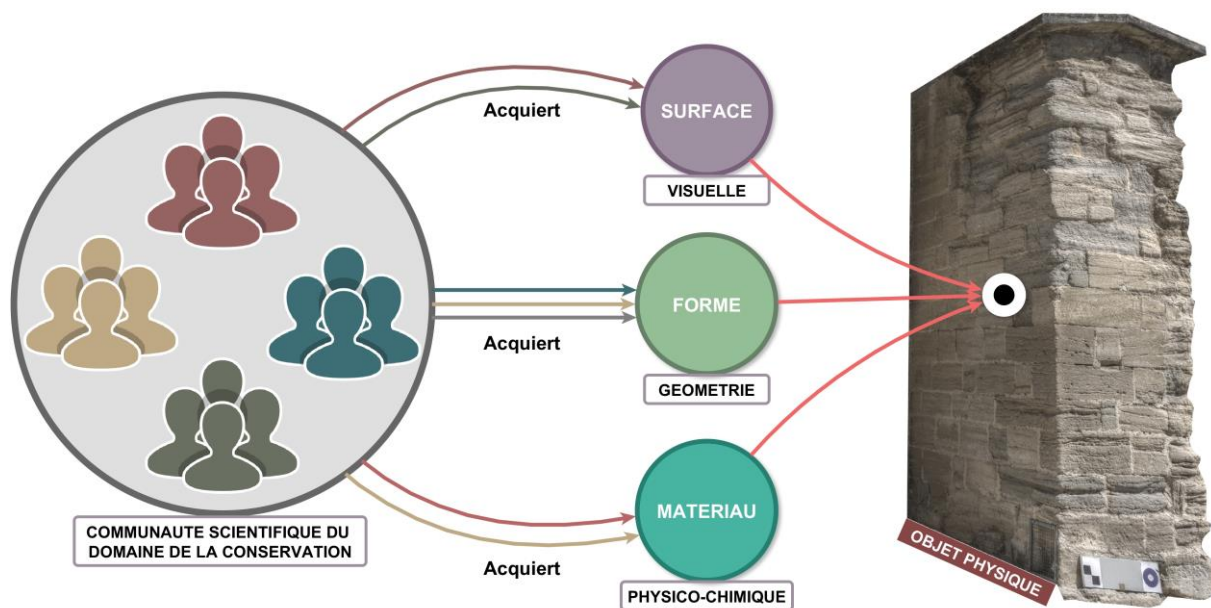 Acquiert
SURFACE
VISUELLE
Acquiert
FORME
GEOMETRIE
COMMUNAUTE SCIENTIFIQUE DU
DOMAINE DE LA CONSERVATION
Acquiert
MATERIAU
PHYSICO-CHIMIQUE
OBJET PHYSIQUE